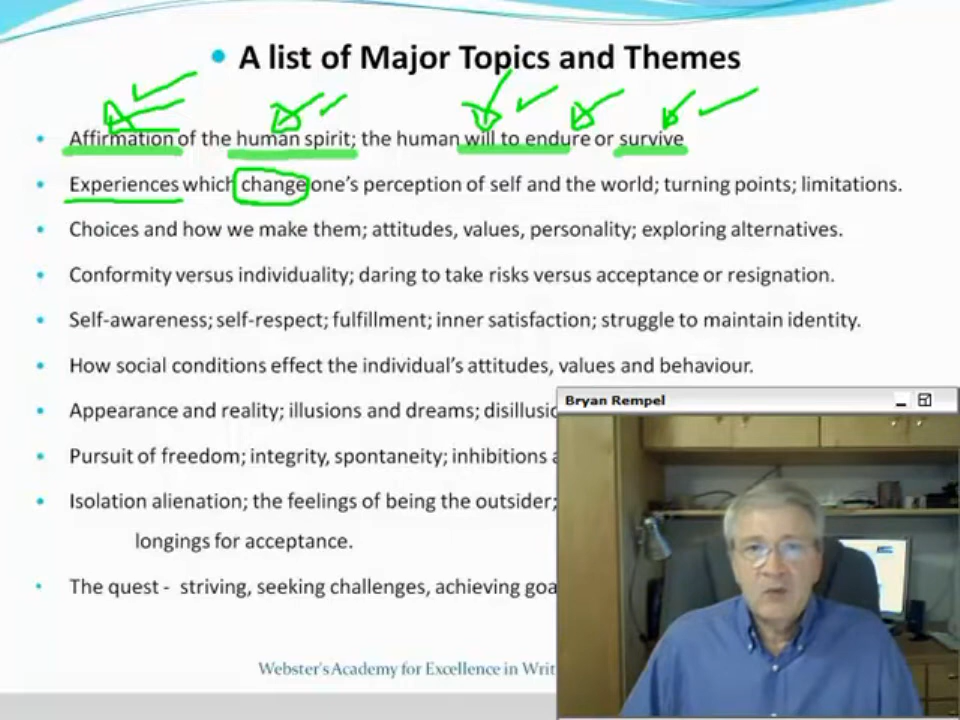 A list of Major Topics and Themes
Affirmation of the human spirit; the human will to endure or survive
Experiences which change one's perception of self and the world; turning points; limitations.
Choices and how we make them; attitudes, values, personality; exploring alternatives.
Conformity versus individuality; daring to take risks versus acceptance or resignation.
Self-awareness; self-respect; fulfillment; inner satisfaction; struggle to maintain identity.
How social conditions effect the individual's attitudes, values and behaviour.
Appearance and reality; illusions and dreams;
Bryan Rempel
Pursuit of freedom; integrity, spontaneity; inhibitions
Isolation alienation; the feelings of being the outsider;
longings for acceptance.
The quest - striving, seeking challenges, achieving
Webster's Academy for Excellence in